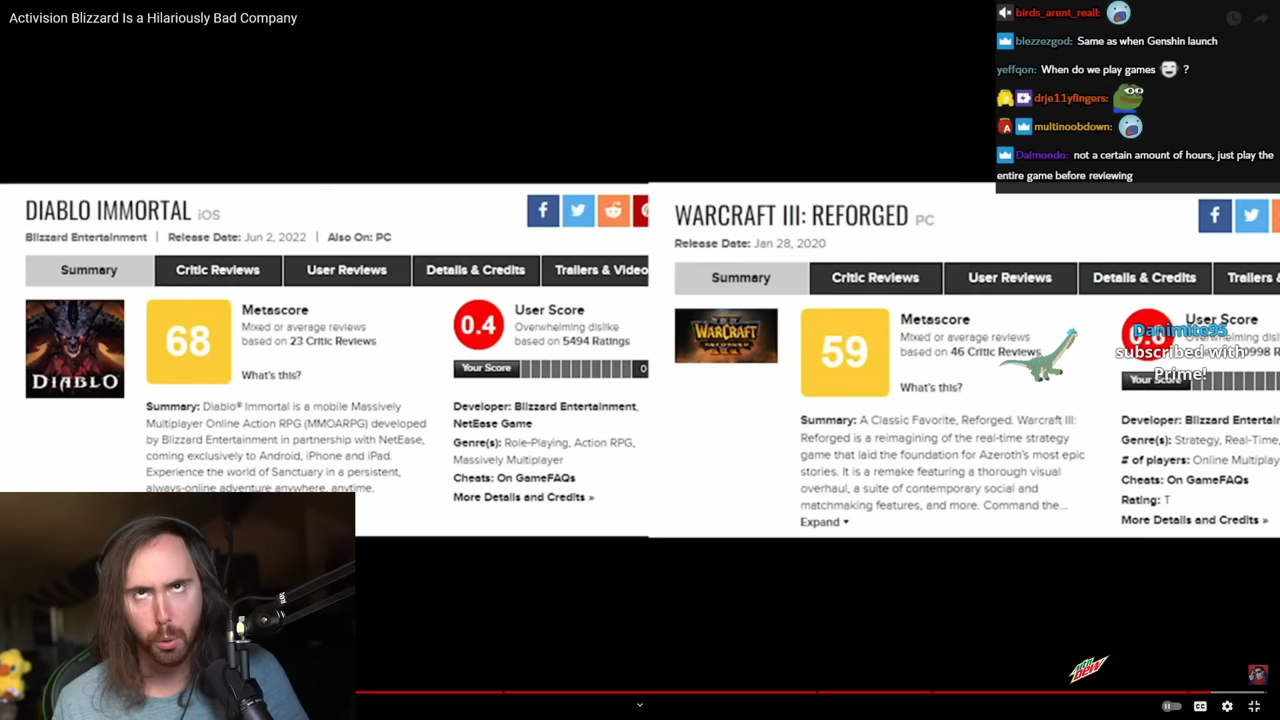 Activision Blizzard Is a Hilariously Bad Company
birds_arent_reall:
blezzezgod: Same as when Genshin launch
yeffqon: When do we play games ?
drje11yfingers:
multinoobdown:
Dalmondo: not a certain amount of hours, just play the
entire game before reviewing
DIABLO IMMORTAL iOS
Blizzard Entertainment | Release Date: Jun 2, 2022 | Also On: PC
Summary Critic Reviews User Reviews Details & Credits Trailers & Video
DIABLO
68
Metascore
Mixed or average reviews
based on 23 Critic Reviews
What's this?
0.4
User Score
Overwhelming dislike
based on 5494 Ratings
Your Score 0
Summary: Diablo® Immortal is a mobile Massively
Multiplayer Online Action RPG (MMOARPG) developed
by Blizzard Entertainment in partnership with NetEase,
coming exclusively to Android, iPhone and iPad.
Experience the world of Sanctuary in a persistent,
always-online adventure anywhere, anytime.
Developer: Blizzard Entertainment,
NetEase Game
Genre(s): Role-Playing, Action RPG,
Massively Multiplayer
Cheats: On GameFAQs
More Details and Credits »
WARCRAFT III: REFORGED PC
Release Date: Jan 28, 2020
Summary Critic Reviews User Reviews Details & Credits Trailers &
WARCRAFT
REFORGED
59
Metascore
Mixed or average reviews
based on 46 Critic Reviews
What's this?
User Score
Overwhelming
Your Score
Danimite95
subscribed with
Prime!
Summary: A Classic Favorite, Reforged. Warcraft III:
Reforged is a reimagining of the real-time strategy
game that laid the foundation for Azeroth's most epic
stories. It is a remake featuring a thorough visual
overhaul, a suite of contemporary social and
matchmaking features, and more. Command the...
Expand
Developer: Blizzard Entertain
Genre(s): Strategy, Real-Time,
# of players: Online Multiplay
Cheats: On GameFAQs
Rating: T
More Details and Credits »
mtn
dew
CC